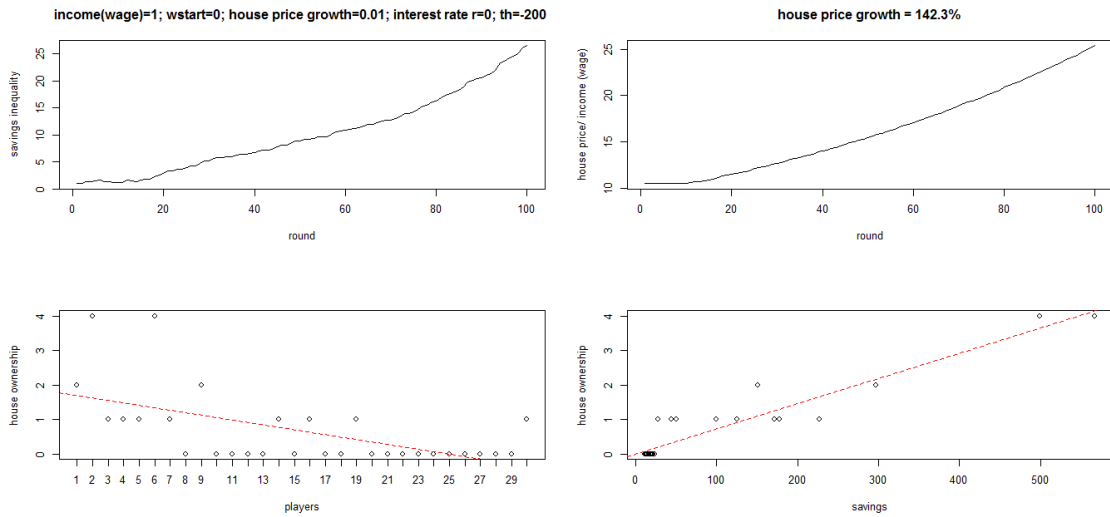 income(wage)=1; wstart=0; house price growth=0.01; interest rate r=0; th=-200
savings inequality
25
20
15
10
5
0
0 20 40 60 80 100
round
house price growth = 142.3%
house price/ income (wage)
25
20
15
10
0 20 40 60 80 100
round
house ownership
4
3
2
1
0
1 2 3 4 5 6 7 8 9 11 13 15 17 19 21 23 25 27 29
players
house ownership
4
3
2
1
0
0 100 200 300 400 500
savings